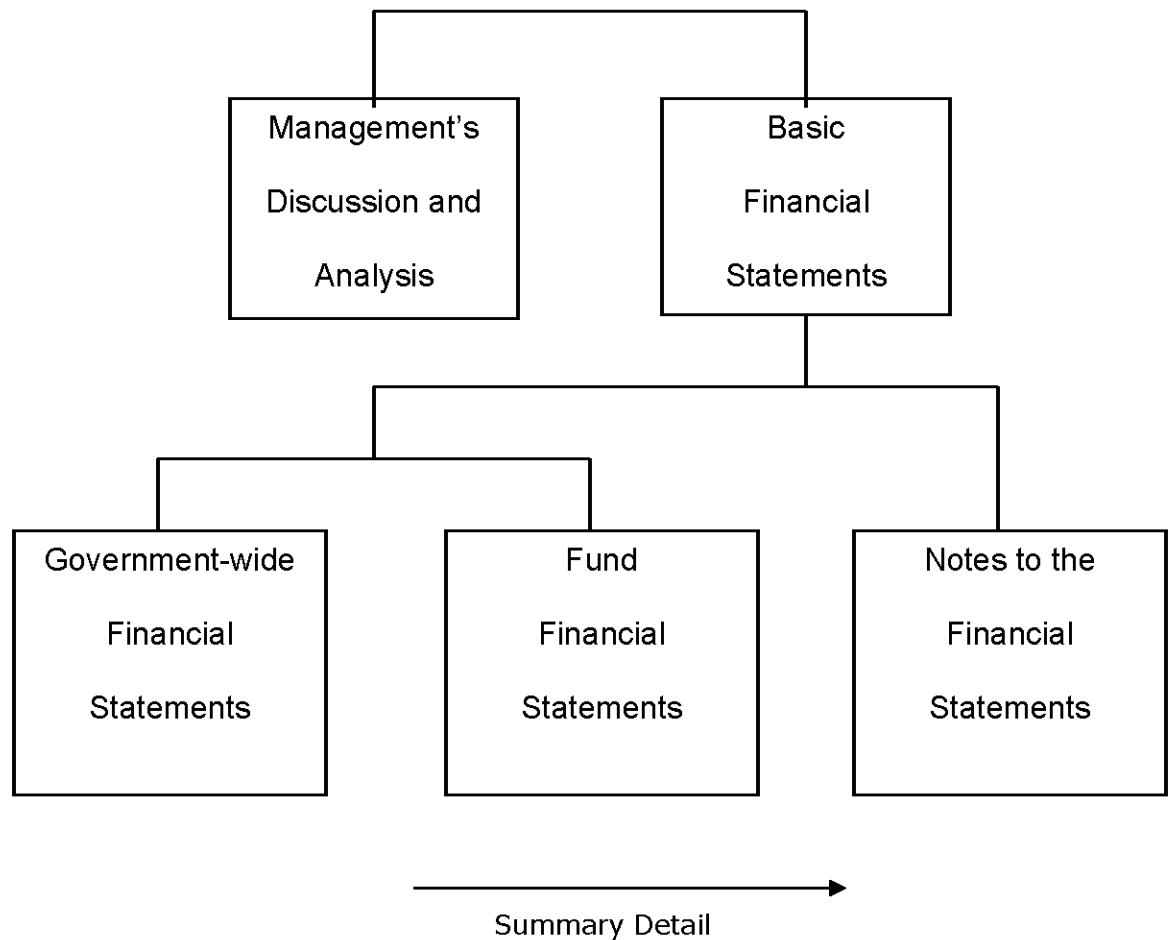 Management’s
Discussion and
Analysis
Basic
Financial
Statements
Government-wide
Financial
Statements
Fund
Financial
Statements
Notes to the
Financial
Statements
Summary Detail